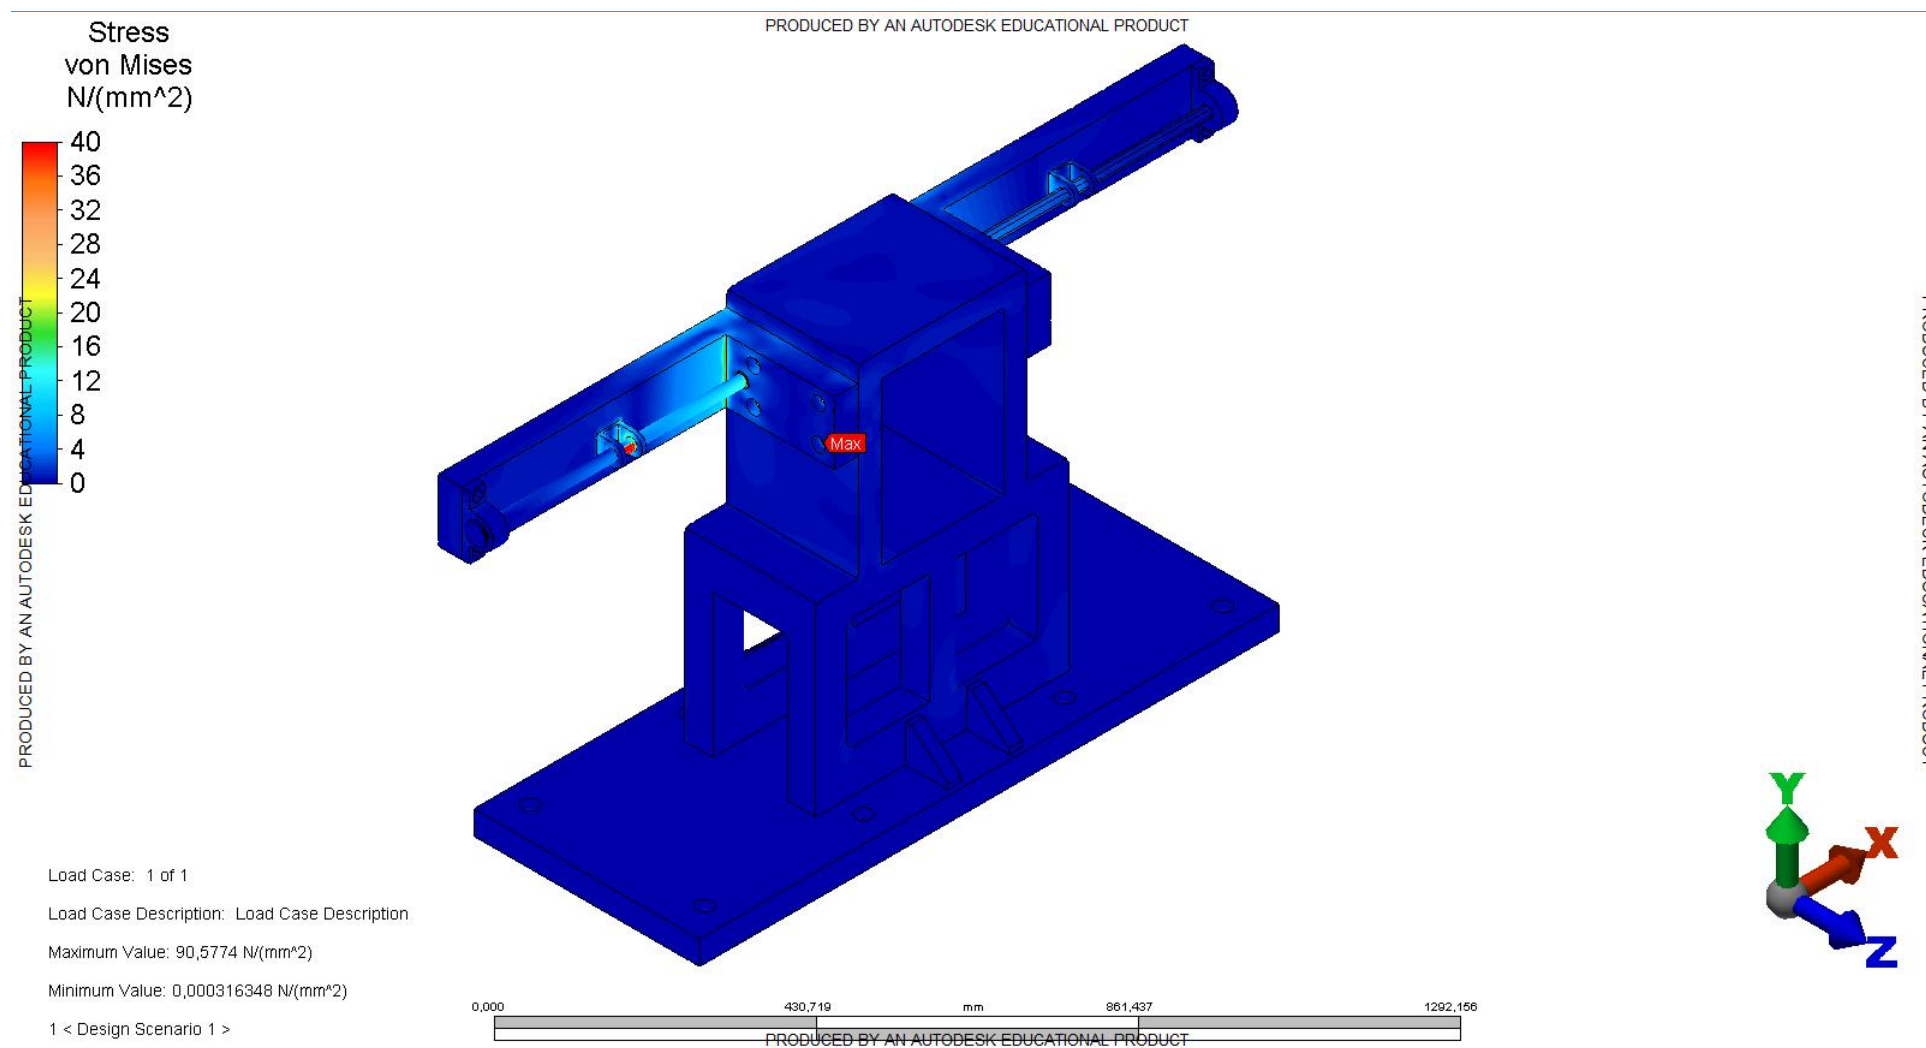 PRODUCED BY AN AUTODESK EDUCATIONAL PRODUCT
Stress
von Mises
N/(mm^2)
40
36
32
28
24
20
16
12
8
4
0
PRODUCED BY AN AUTODESK EDUCATIONAL PRODUCT
Max
Y
X
Z
Load Case: 1 of 1
Load Case Description: Load Case Description
Maximum Value: 90,5774 N/(mm^2)
Minimum Value: 0,000316348 N/(mm^2)
1 < Design Scenario 1 >
0,000 430,719 mm 861,437 1292,156
PRODUCED BY AN AUTODESK EDUCATIONAL PRODUCT